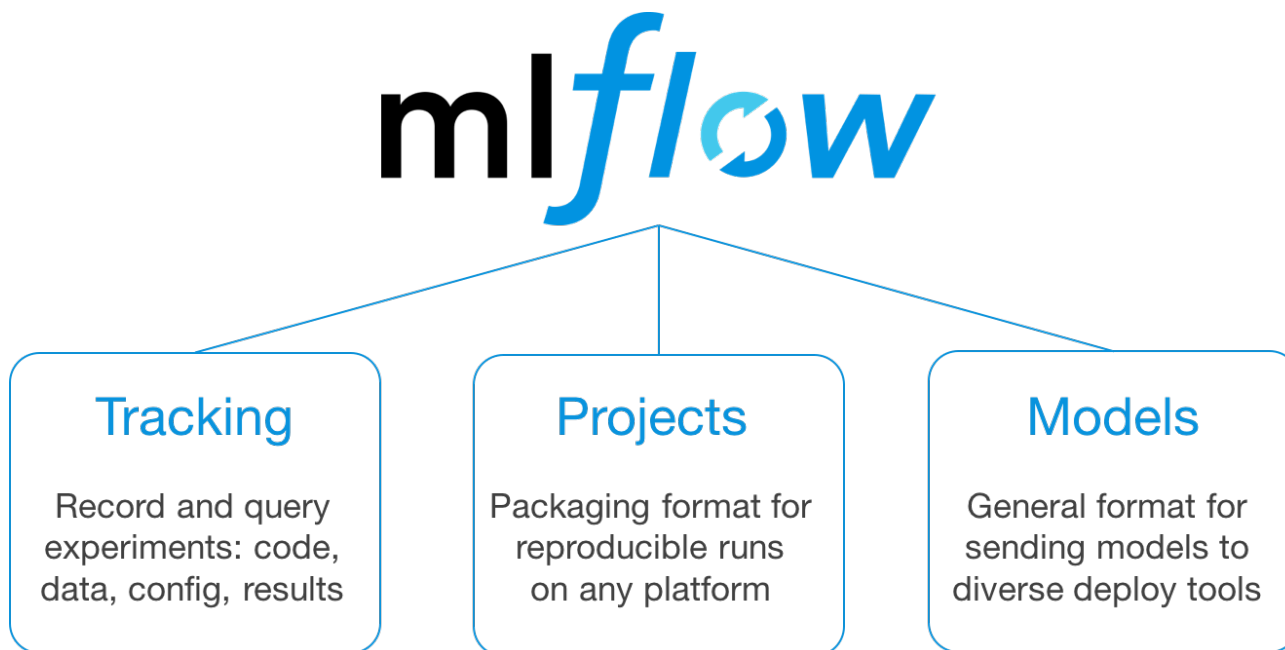 mlflow
Tracking
Record and query
experiments: code,
data, config, results
Projects
Packaging format for
reproducible runs
on any platform
Models
General format for
sending models to
diverse deploy tools